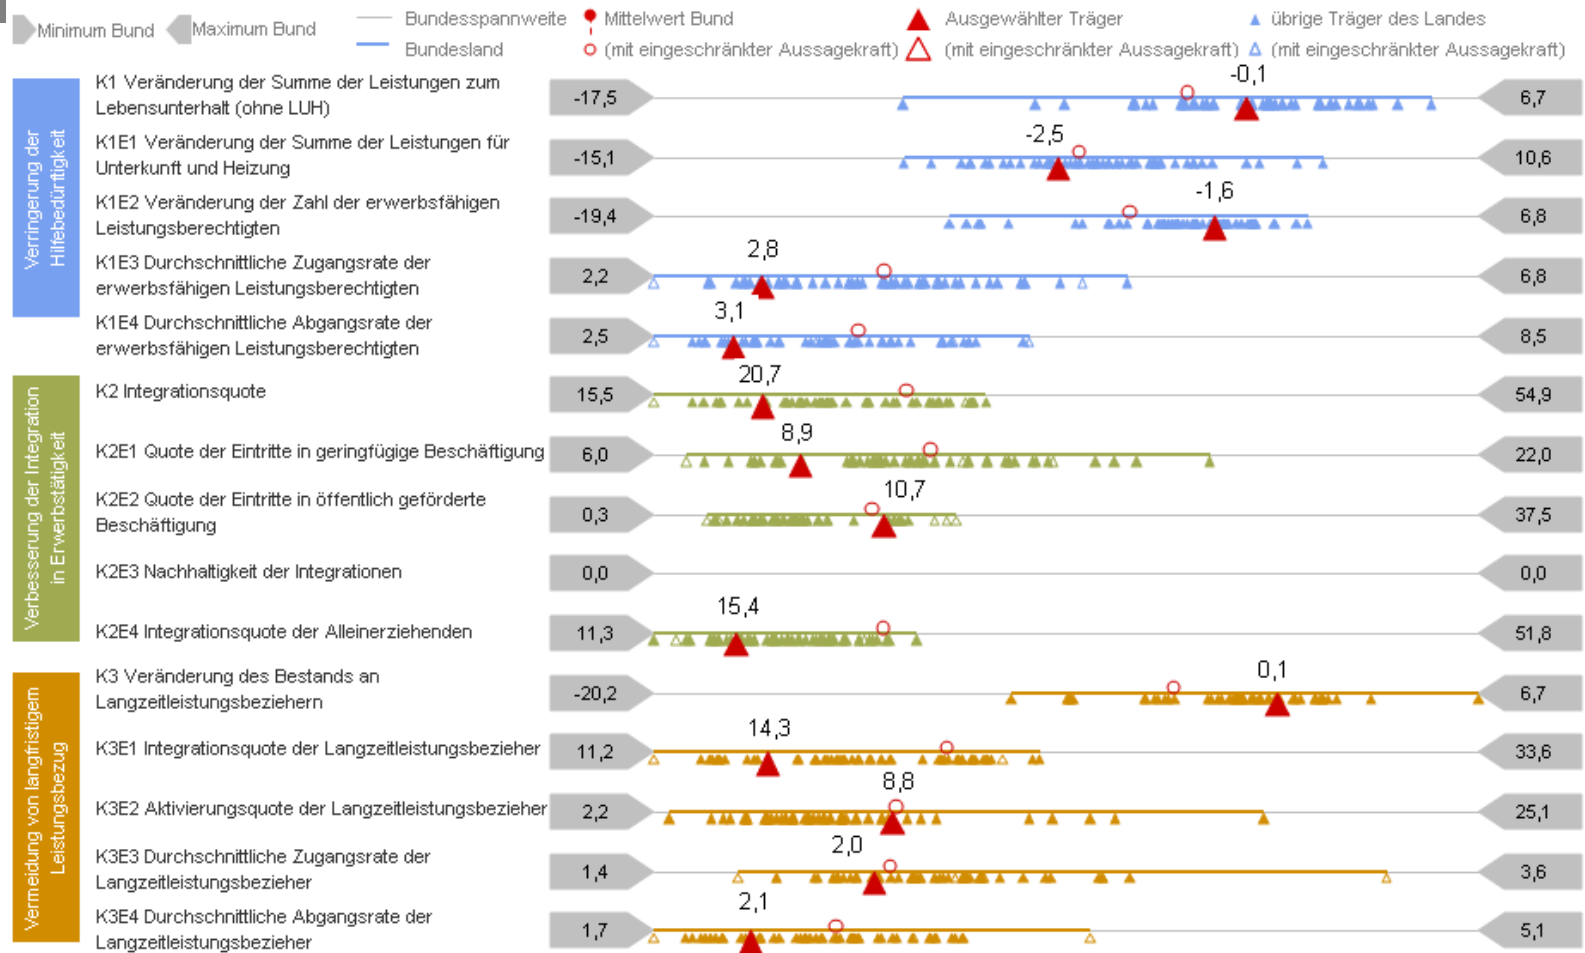 Minimum Bund
Maximum Bund
Bundesspannweite
Mittelwert Bund
Ausgewählter Träger
übrige Träger des Landes
Bundesland
(mit eingeschränkter Aussagekraft)
(mit eingeschränkter Aussagekraft)
(mit eingeschränkter Aussagekraft)
Verringerung der
Hilfebedürftigkeit
K1 Veränderung der Summe der Leistungen zum
Lebensunterhalt (ohne LUH)
-17,5
-0,1
6,7
K1E1 Veränderung der Summe der Leistungen für
Unterkunft und Heizung
-15,1
-2,5
10,6
K1E2 Veränderung der Zahl der erwerbsfähigen
Leistungsberechtigten
-19,4
-1,6
6,8
K1E3 Durchschnittliche Zugangsrate der
erwerbsfähigen Leistungsberechtigten
2,2
2,8
6,8
K1E4 Durchschnittliche Abgangsrate der
erwerbsfähigen Leistungsberechtigten
2,5
3,1
8,5
Verbesserung der Integration
in Erwerbstätigkeit
K2 Integrationsquote
15,5
20,7
54,9
K2E1 Quote der Eintritte in geringfügige Beschäftigung
6,0
8,9
22,0
K2E2 Quote der Eintritte in öffentlich geförderte
Beschäftigung
0,3
10,7
37,5
K2E3 Nachhaltigkeit der Integrationen
0,0
0,0
K2E4 Integrationsquote der Alleinerziehenden
11,3
15,4
51,8
Vermeidung von langfristigem
Leistungsbezug
K3 Veränderung des Bestands an
Langzeitleistungsbeziehern
-20,2
0,1
6,7
K3E1 Integrationsquote der Langzeitleistungsbezieher
11,2
14,3
33,6
K3E2 Aktivierungsquote der Langzeitleistungsbezieher
2,2
8,8
25,1
K3E3 Durchschnittliche Zugangsrate der
Langzeitleistungsbezieher
1,4
2,0
3,6
K3E4 Durchschnittliche Abgangsrate der
Langzeitleistungsbezieher
1,7
2,1
5,1